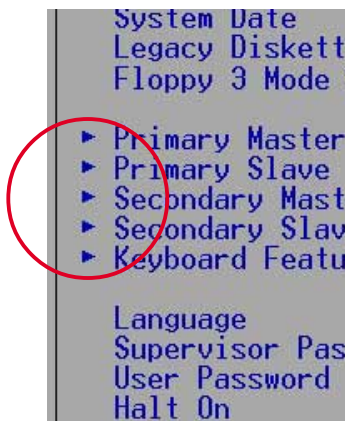 System Date
Legacy Diskett
Floppy 3 Mode
Primary Master
Primary Slave
Secondary Mast
Secondary Slav
Keyboard Featu
Language
Supervisor Pas
User Password
Halt On